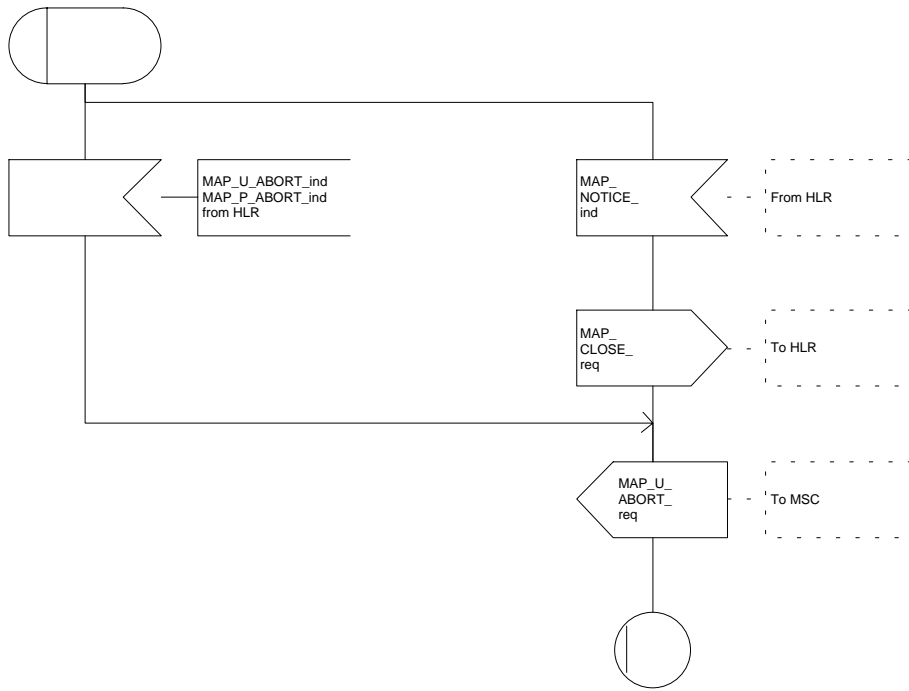 MAP_U_ABORT_ind
MAP_P_ABORT_ind
from HLR
MAP_
NOTICE_
ind
From HLR
MAP_
CLOSE_
req
To HLR
MAP_U_
ABORT_
req
To MSC